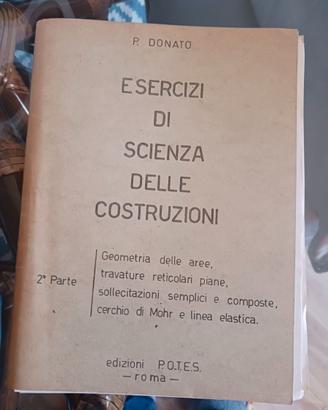 P. DONATO
ESERCIZI
DI
SCIENZA
DELLE
COSTRUZIONI
2ª Parte
Geometria delle aree,
travature reticolari piane,
sollecitazioni semplici e composte,
cerchio di Mohr e linea elastica.
edizioni P.O.T.E.S.
— roma —